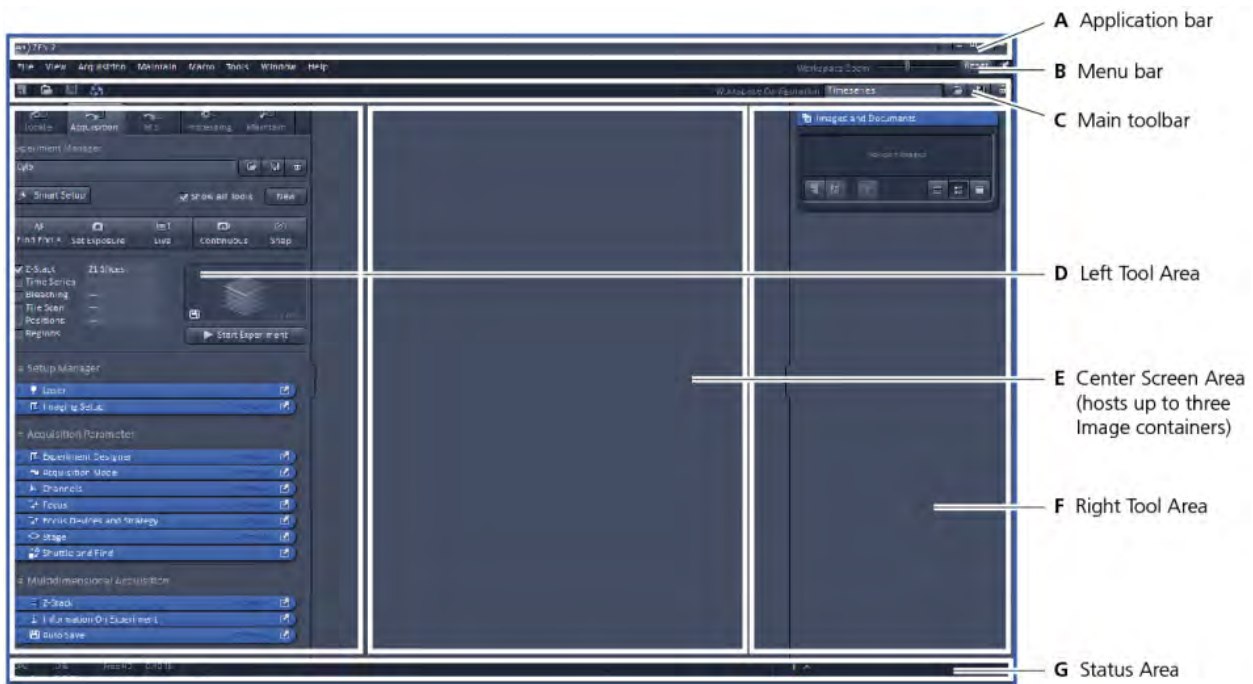 A Application bar
ZEN 2
File View Acquisition Maintain Macro Tools Window Help
Workspace Zoom Reset
B Menu bar
Workspace Configuration Timeseries
C Main toolbar
Locate Acquisition Processing Maintain
Images and Documents
Experiment Manager
Smart Setup Show all Tools New
Set Exposure Live Continuous Snap
Z-Stack 21 Slices
D Left Tool Area
Time Series
Bleaching
Tile Scan
Positions
Regions
Start Experiment
Setup Manager
E Center Screen Area
(hosts up to three
Image containers)
Laser
Imaging Setup
Acquisition Parameter
Experiment Designer
Acquisition Mode
Channels
Focus
F Right Tool Area
Focus Devices and Strategy
Stage
Shuttle and Find
Multidimensional Acquisition
Z-Stack
Information On Experiment
Auto Save
G Status Area